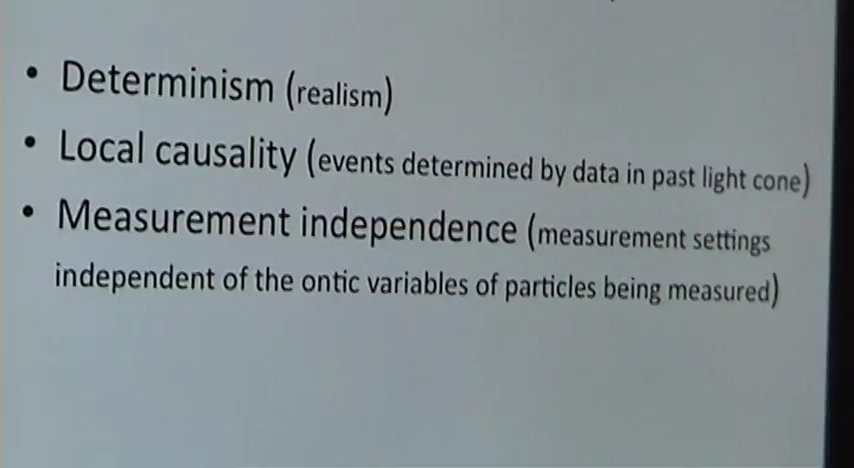 • Determinism (realism)
• Local causality (events determined by data in past light cone)
• Measurement independence (measurement settings
independent of the ontic variables of particles being measured)